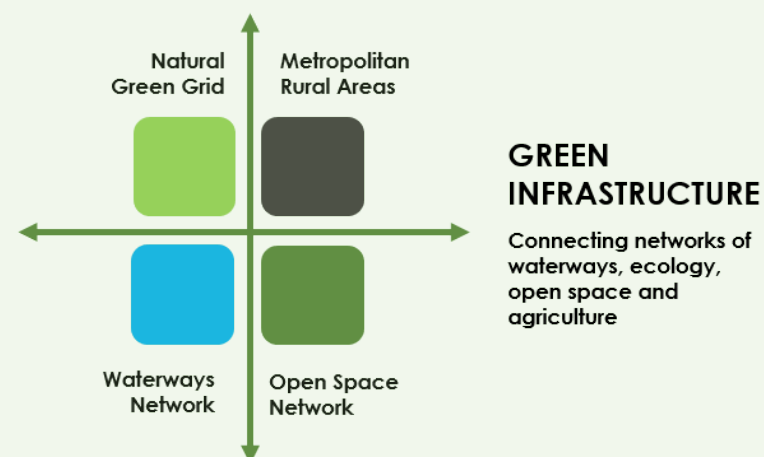 Natural
Green Grid
Metropolitan
Rural Areas
GREEN
INFRASTRUCTURE
Connecting networks of
waterways, ecology,
open space and
agriculture
Waterways
Network
Open Space
Network